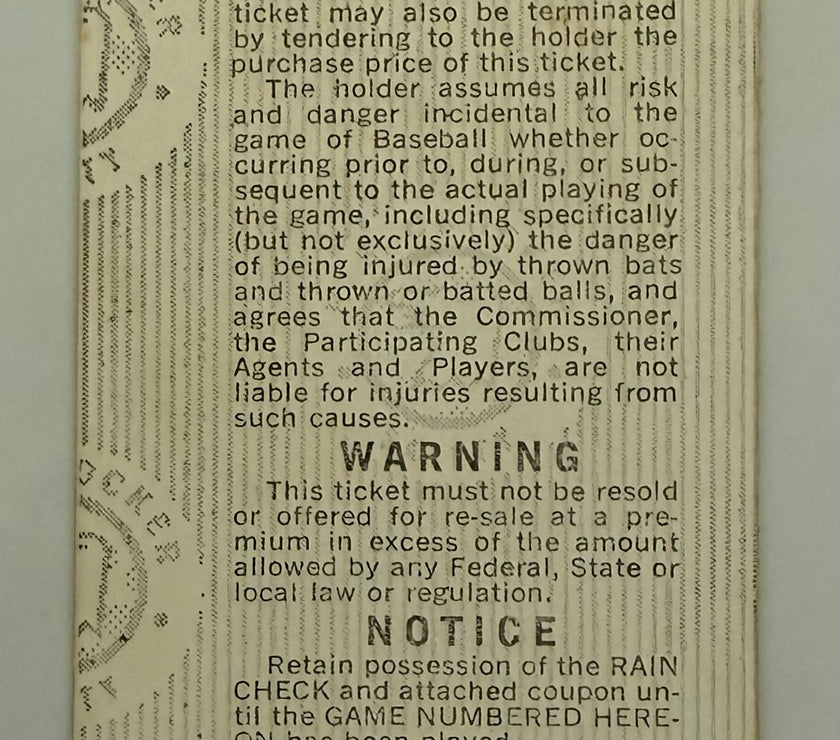 ticket may also be terminated
by tendering to the holder the
purchase price of this ticket.
The holder assumes all risk
and danger incidental to the
game of Baseball whether oc-
curring prior to, during, or sub-
sequent to the actual playing of
the game, including specifically
(but not exclusively) the danger
of being injured by thrown bats
and thrown or batted balls, and
agrees that the Commissioner,
the Participating Clubs, their
Agents and Players, are not
liable for injuries resulting from
such causes.
WARNING
This ticket must not be resold
or offered for re-sale at a pre-
mium in excess of the amount
allowed by any Federal, State or
local law or regulation.
NOTICE
Retain possession of the RAIN
CHECK and attached coupon un-
til the GAME NUMBERED HERE-
ON has been played